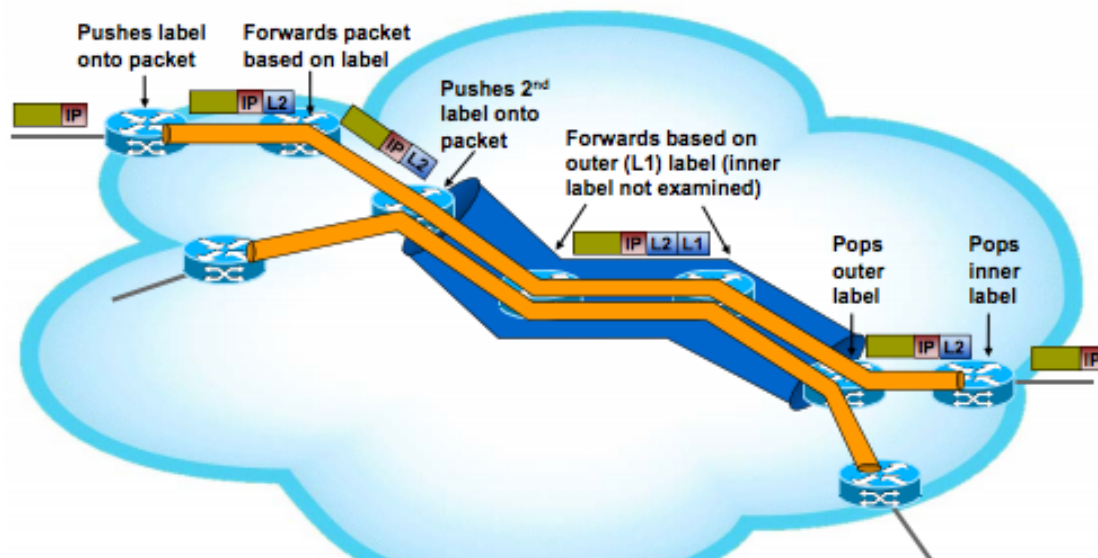 Pushes label
onto packet
Forwards packet
based on label
Pushes 2nd
label onto
packet
Forwards based on
outer (L1) label (inner
label not examined)
Pops
outer
label
Pops
inner
label
IP
IP L2
IP L2
IP L2 L1
IP L2
IP